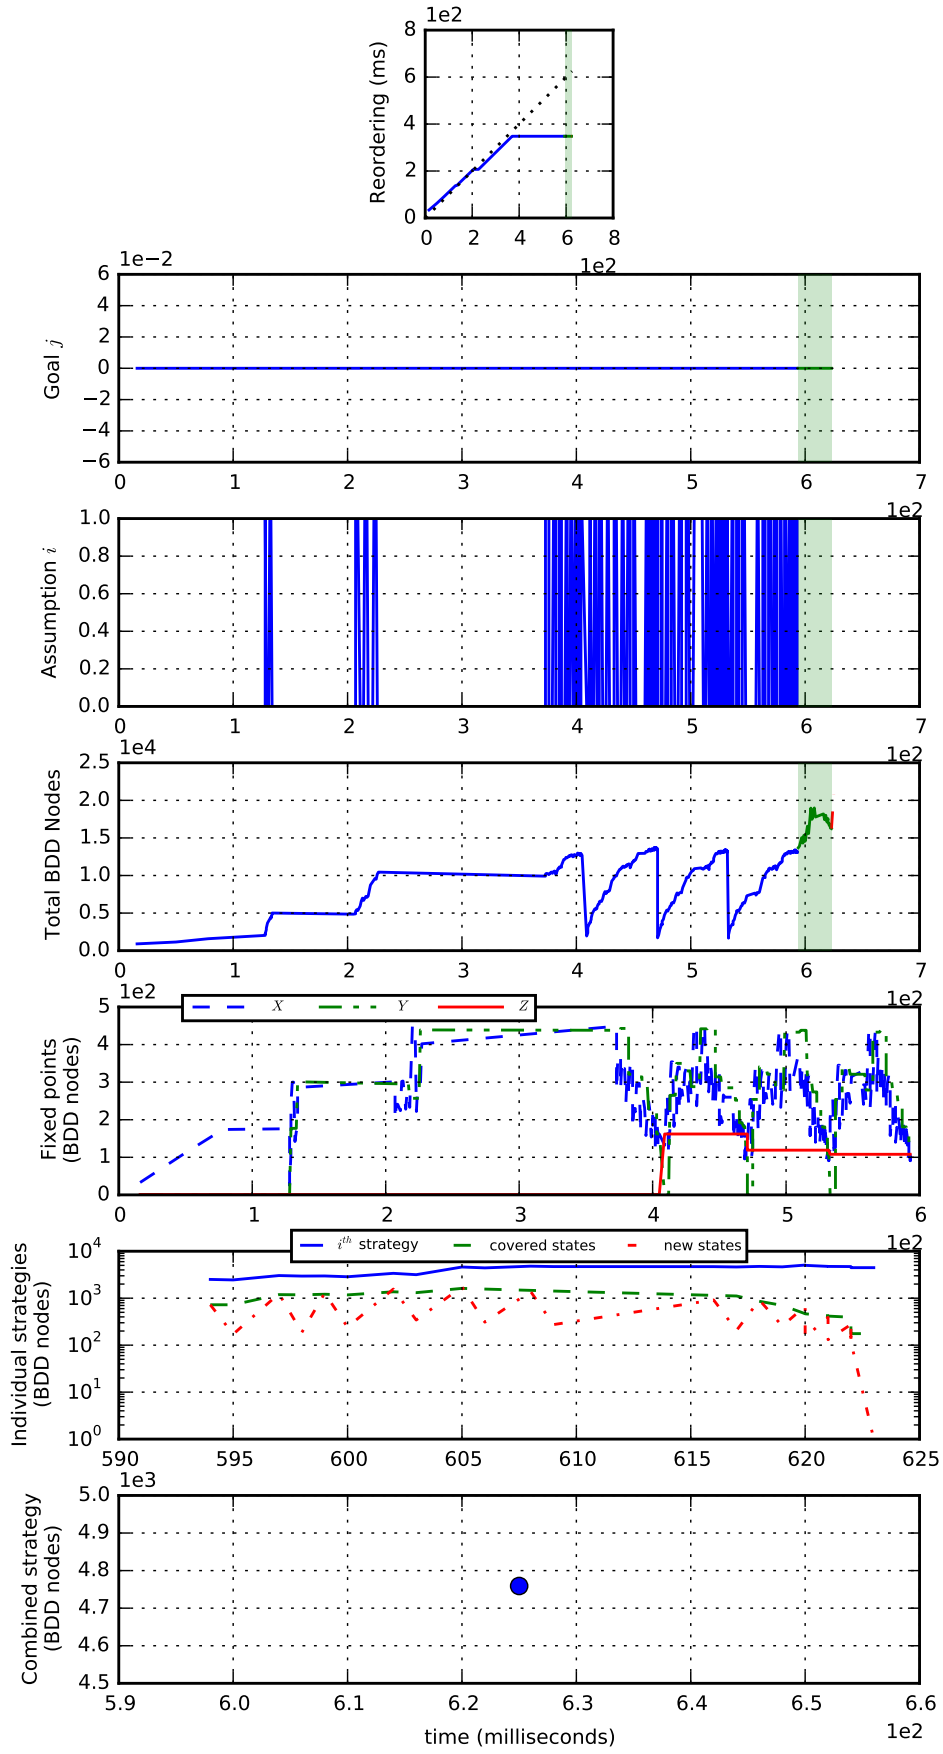 1e2
8
6
4
2
0
Reordering (ms)
0 2 4 6 8
1e2
1e−2
6
4
2
0
−2
−4
−6
Goal j
0 1 2 3 4 5 6 7
1e2
1.0
0.8
0.6
0.4
0.2
0.0
Assumption i
0 1 2 3 4 5 6 7
1e2
1e4
2.5
2.0
1.5
1.0
0.5
0.0
Total BDD Nodes
0 1 2 3 4 5 6 7
1e2
1e2
X Y Z
5
4
3
2
1
0
Fixed points
(BDD nodes)
0 1 2 3 4 5 6
1e2
i^th strategy covered states new states
10^4
10^3
10^2
10^1
10^0
Individual strategies
(BDD nodes)
590 595 600 605 610 615 620 625
1e3
5.0
4.9
4.8
4.7
4.6
4.5
Combined strategy
(BDD nodes)
5.9 6.0 6.1 6.2 6.3 6.4 6.5 6.6
time (milliseconds)
1e2